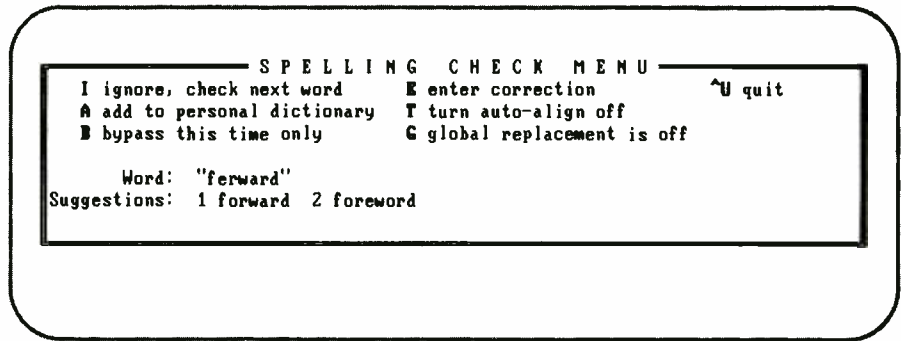 SPELLING CHECK MENU
I ignore, check next word E enter correction ^U quit
A add to personal dictionary T turn auto-align off
B bypass this time only G global replacement is off
Word: "ferward"
Suggestions: 1 forward 2 foreword